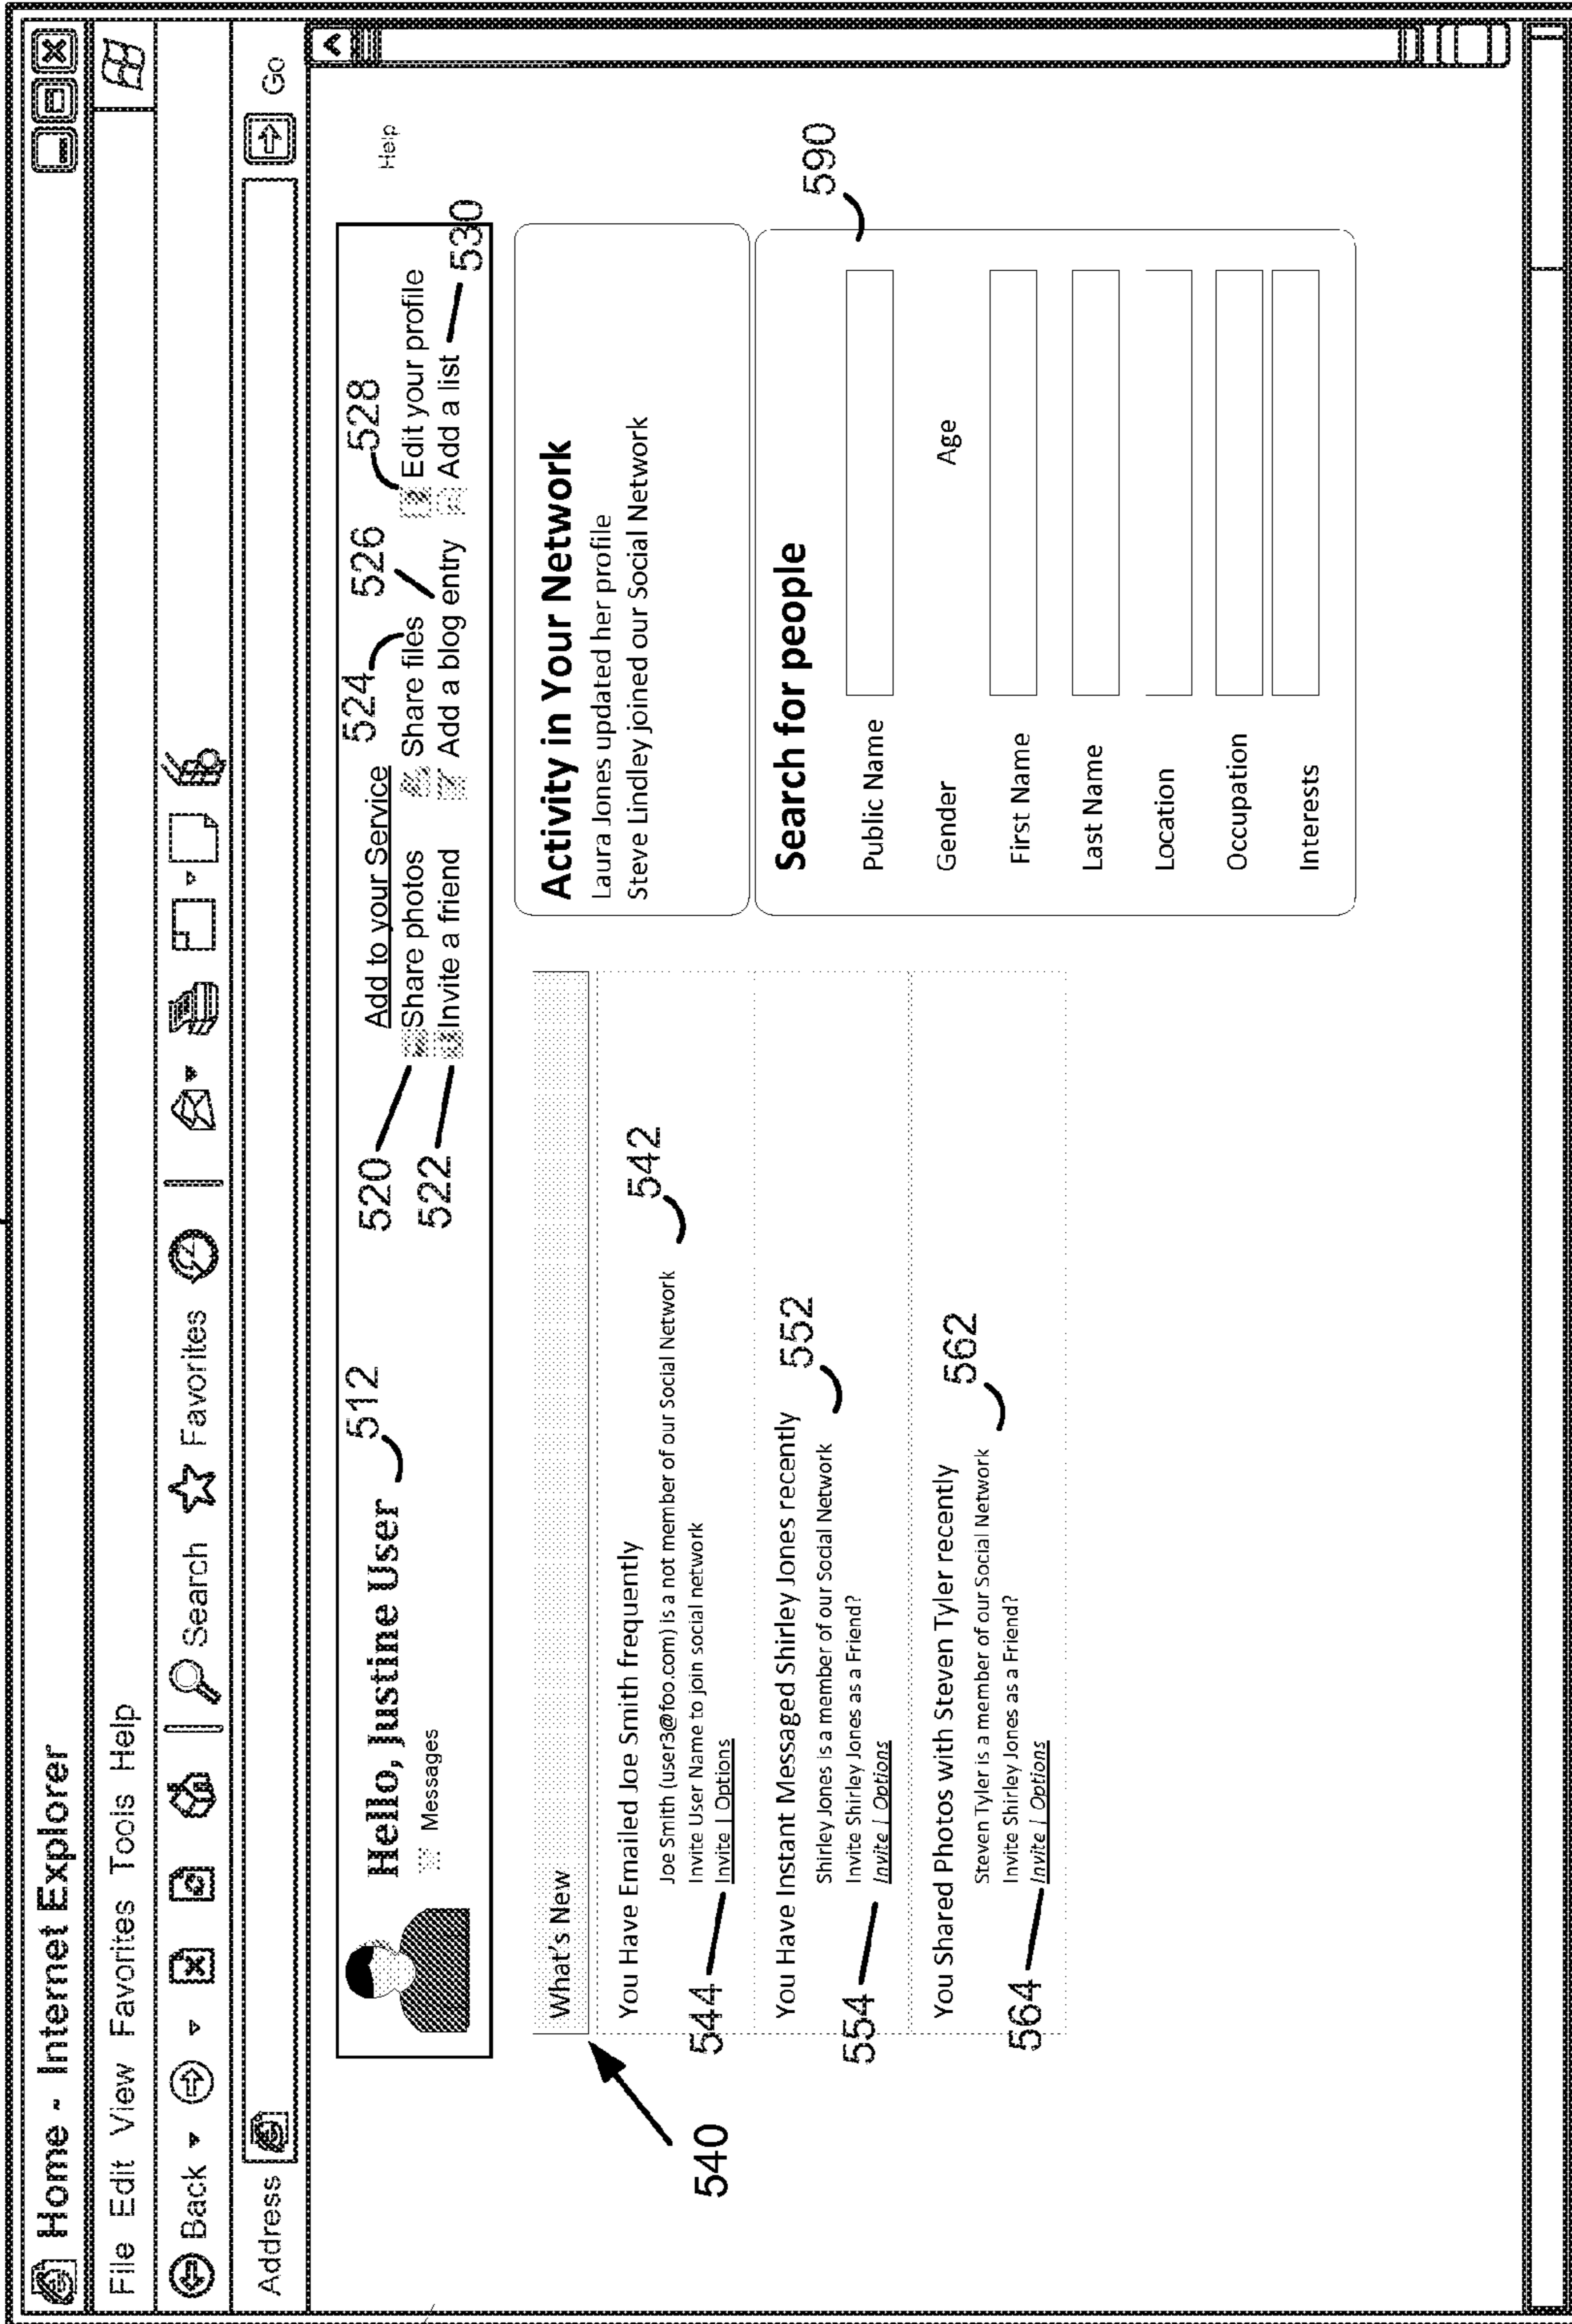 Home - Internet Explorer
File Edit View Favorites Tools Help
Back Search Favorites
Address Go
Help
Hello, Justine User 512
Messages
Add to your Service
520 Share photos
522 Invite a friend
524 Share files
526 Add a blog entry
528 Edit your profile
Add a list 530
540
What's New
You Have Emailed Joe Smith frequently
542
Joe Smith (user3@foo.com) is a not member of our Social Network
Invite User Name to join social network
544 Invite | Options
You Have Instant Messaged Shirley Jones recently
552
Shirley Jones is a member of our Social Network
Invite Shirley Jones as a Friend?
554 Invite | Options
You Shared Photos with Steven Tyler recently
562
Steven Tyler is a member of our Social Network
Invite Shirley Jones as a Friend?
564 Invite | Options
Activity in Your Network
Laura Jones updated her profile
Steve Lindley joined our Social Network
Search for people
590
Public Name
Gender Age
First Name
Last Name
Location
Occupation
Interests